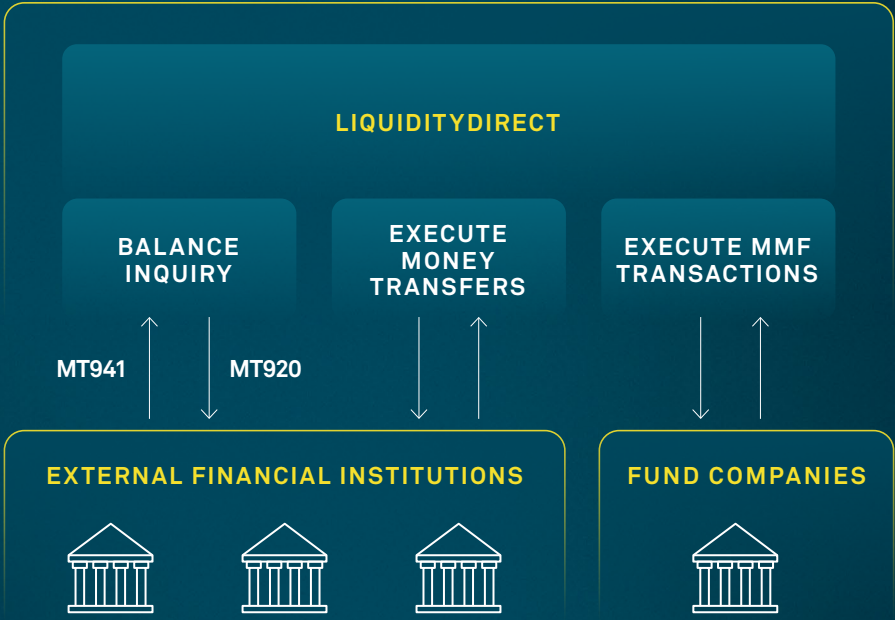 LIQUIDITYDIRECT
BALANCE
INQUIRY
EXECUTE
MONEY
TRANSFERS
EXECUTE MMF
TRANSACTIONS
MT941
MT920
EXTERNAL FINANCIAL INSTITUTIONS
FUND COMPANIES